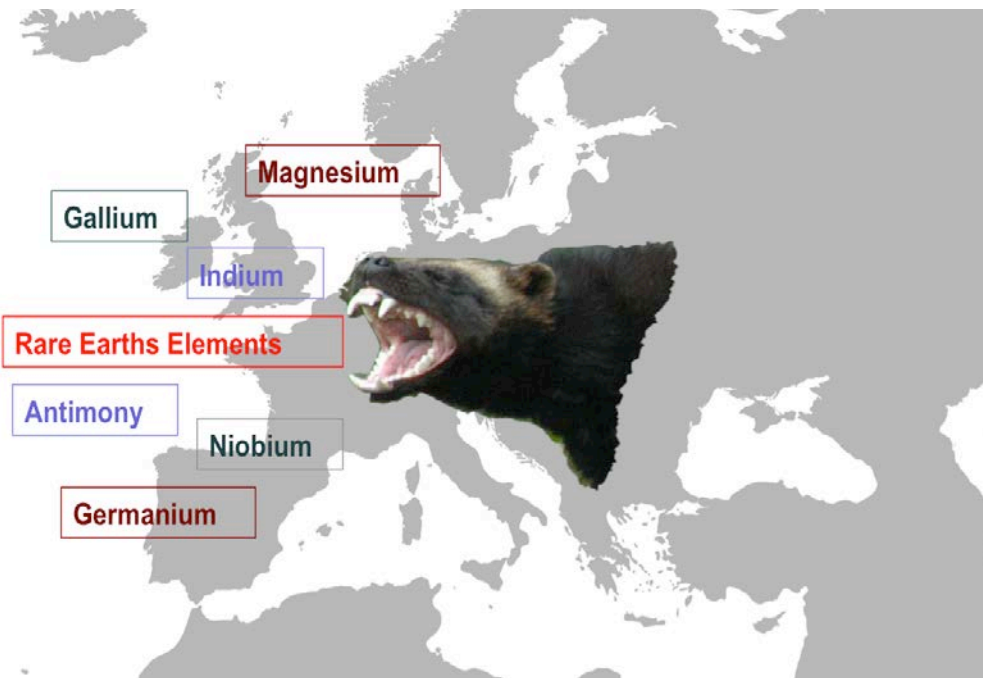 Magnesium
Gallium
Indium
Rare Earths Elements
Antimony
Niobium
Germanium